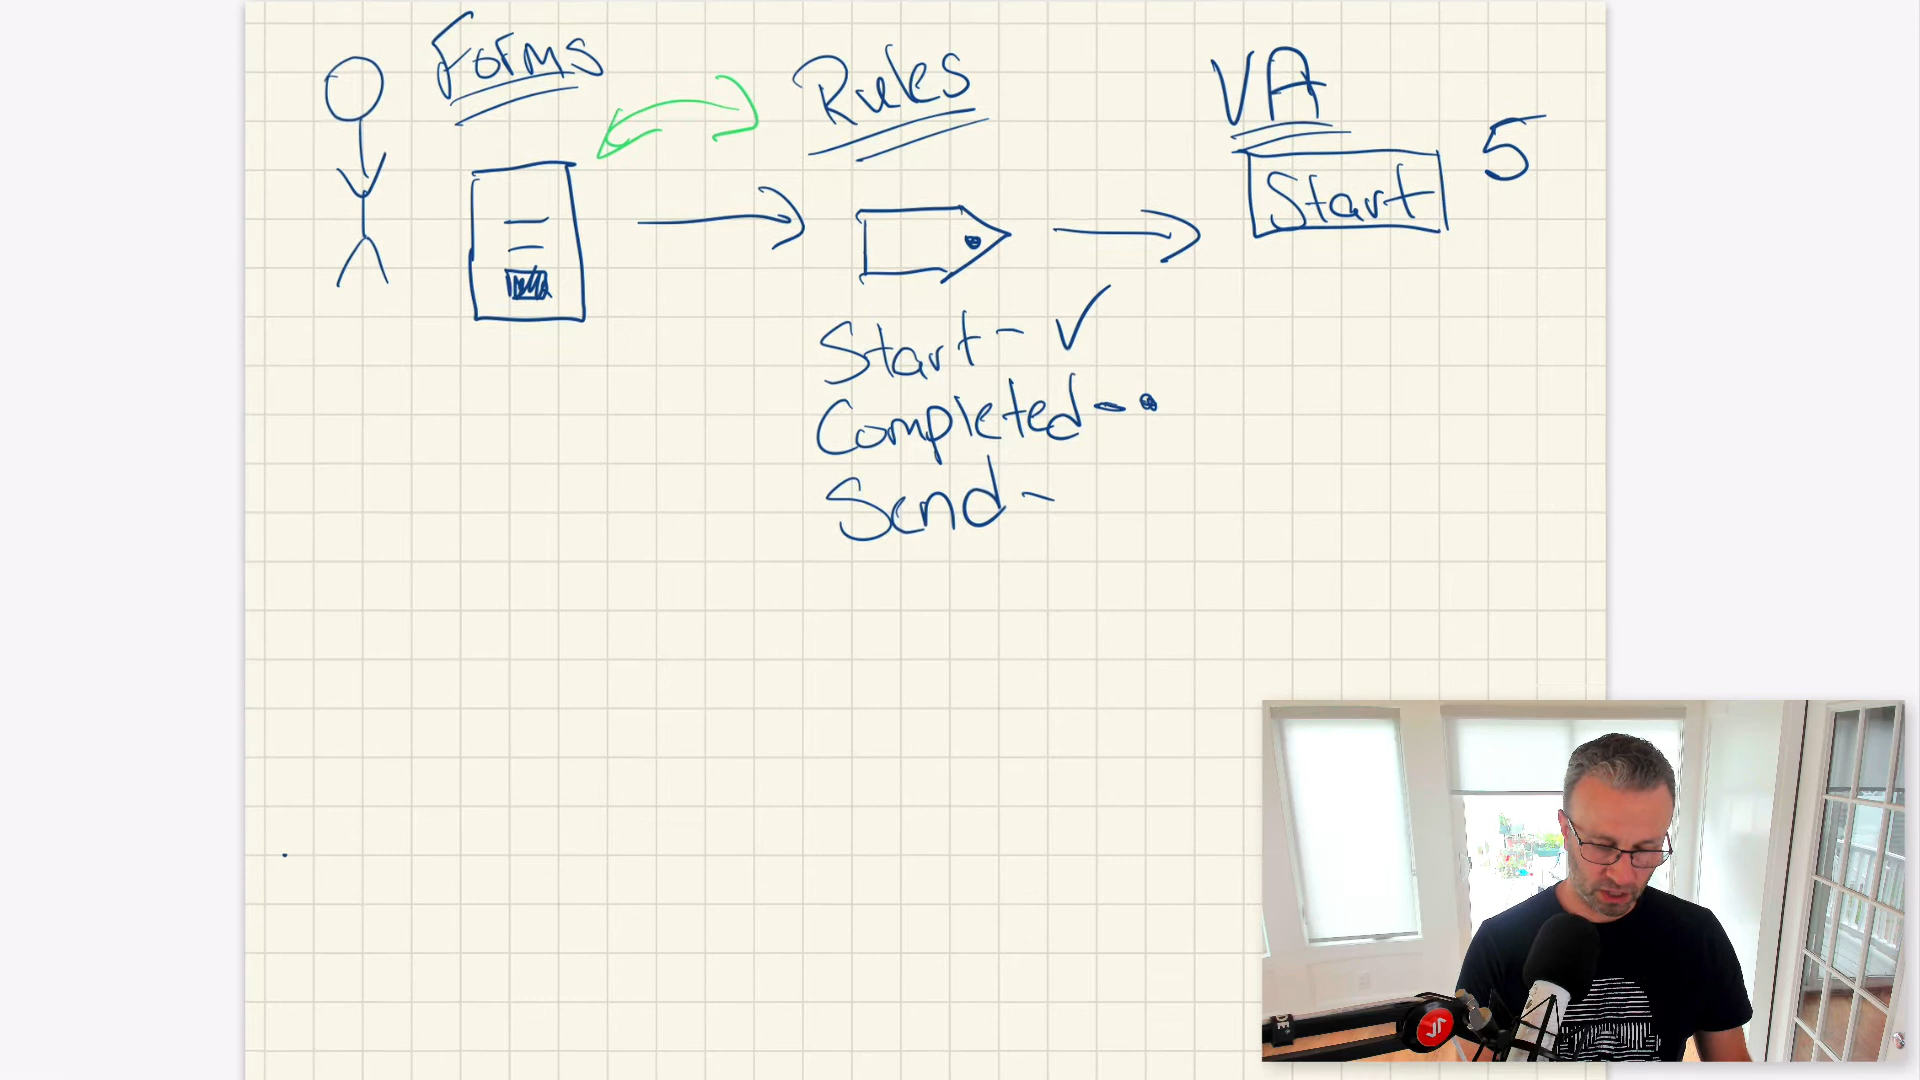 Forms
Rules
VA
Start 5
Start - ✓
Completed - •
Send -